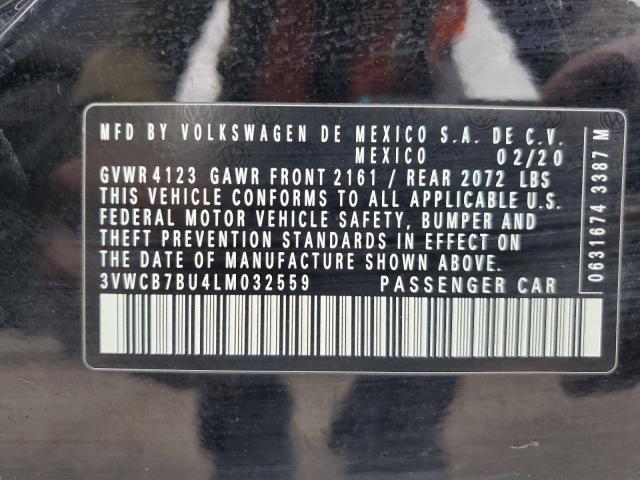 MFD BY VOLKSWAGEN DE MEXICO S.A. DE C.V.
MEXICO 02/20
GVWR 4123 GAWR FRONT 2161 / REAR 2072 LBS
THIS VEHICLE CONFORMS TO ALL APPLICABLE U.S.
FEDERAL MOTOR VEHICLE SAFETY, BUMPER AND
THEFT PREVENTION STANDARDS IN EFFECT ON THE
DATE OF MANUFACTURE SHOWN ABOVE.
3VWCB7BU4LM032559 PASSENGER CAR
0631674 3387 M